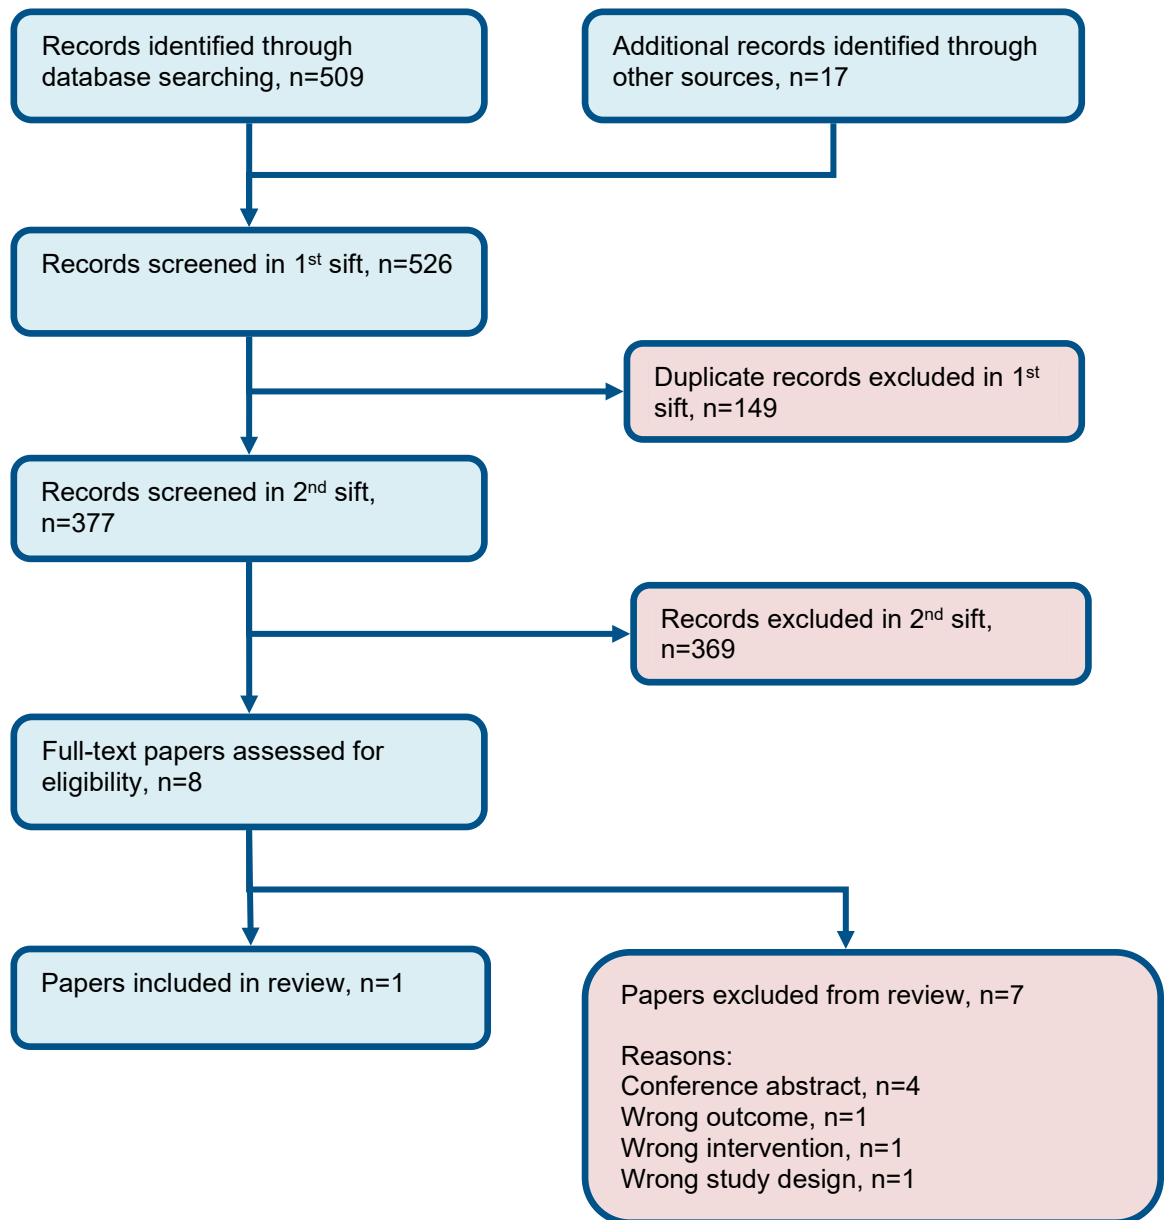 Records identified through
database searching, n=509
Additional records identified through
other sources, n=17
Records screened in 1st sift, n=526
Duplicate records excluded in 1st
sift, n=149
Records screened in 2nd sift,
n=377
Records excluded in 2nd sift,
n=369
Full-text papers assessed for
eligibility, n=8
Papers included in review, n=1
Papers excluded from review, n=7
Reasons:
Conference abstract, n=4
Wrong outcome, n=1
Wrong intervention, n=1
Wrong study design, n=1